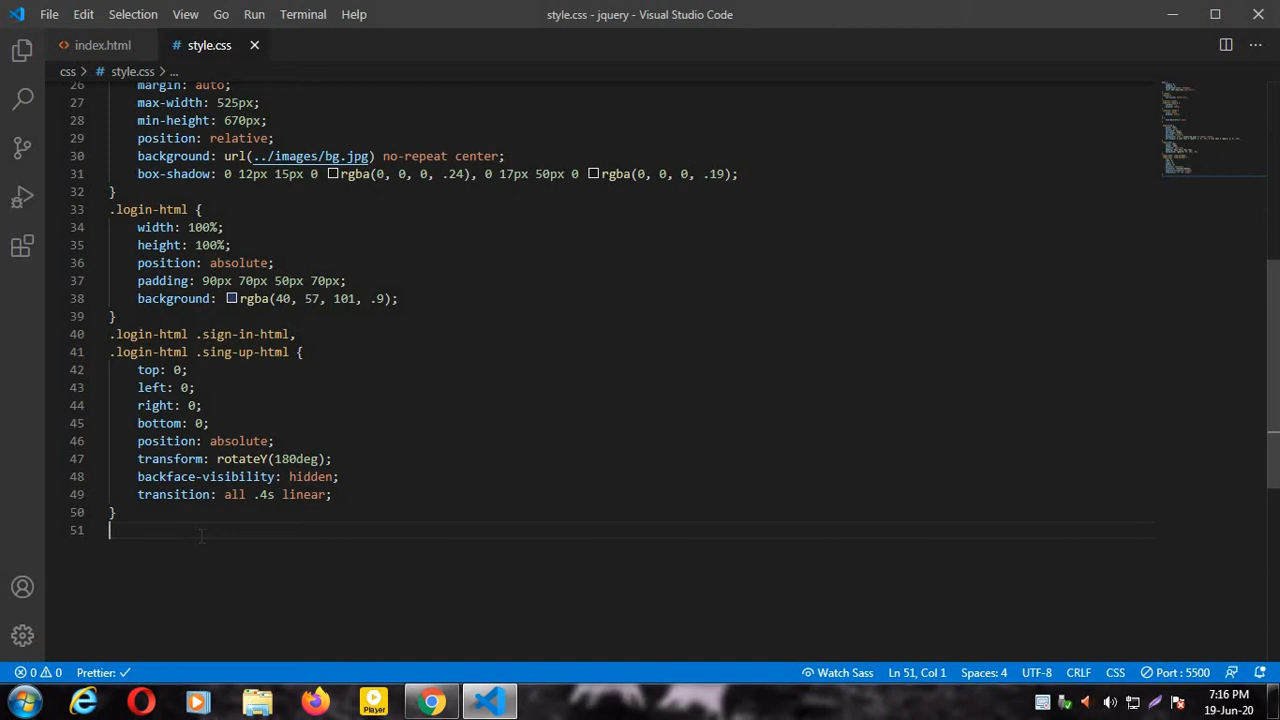 File Edit Selection View Go Run Terminal Help style.css - jquery - Visual Studio Code
index.html style.css
css > style.css > ...
26 margin: auto;
27 max-width: 525px;
28 min-height: 670px;
29 position: relative;
30 background: url(../images/bg.jpg) no-repeat center;
31 box-shadow: 0 12px 15px 0 rgba(0, 0, 0, .24), 0 17px 50px 0 rgba(0, 0, 0, .19);
32 }
33 .login-html {
34 width: 100%;
35 height: 100%;
36 position: absolute;
37 padding: 90px 70px 50px 70px;
38 background: rgba(40, 57, 101, .9);
39 }
40 .login-html .sign-in-html,
41 .login-html .sing-up-html {
42 top: 0;
43 left: 0;
44 right: 0;
45 bottom: 0;
46 position: absolute;
47 transform: rotateY(180deg);
48 backface-visibility: hidden;
49 transition: all .4s linear;
50 }
51
0 0 Prettier: ✓ Watch Sass Ln 51, Col 1 Spaces: 4 UTF-8 CRLF CSS Port : 5500
Player
7:16 PM
19-Jun-20